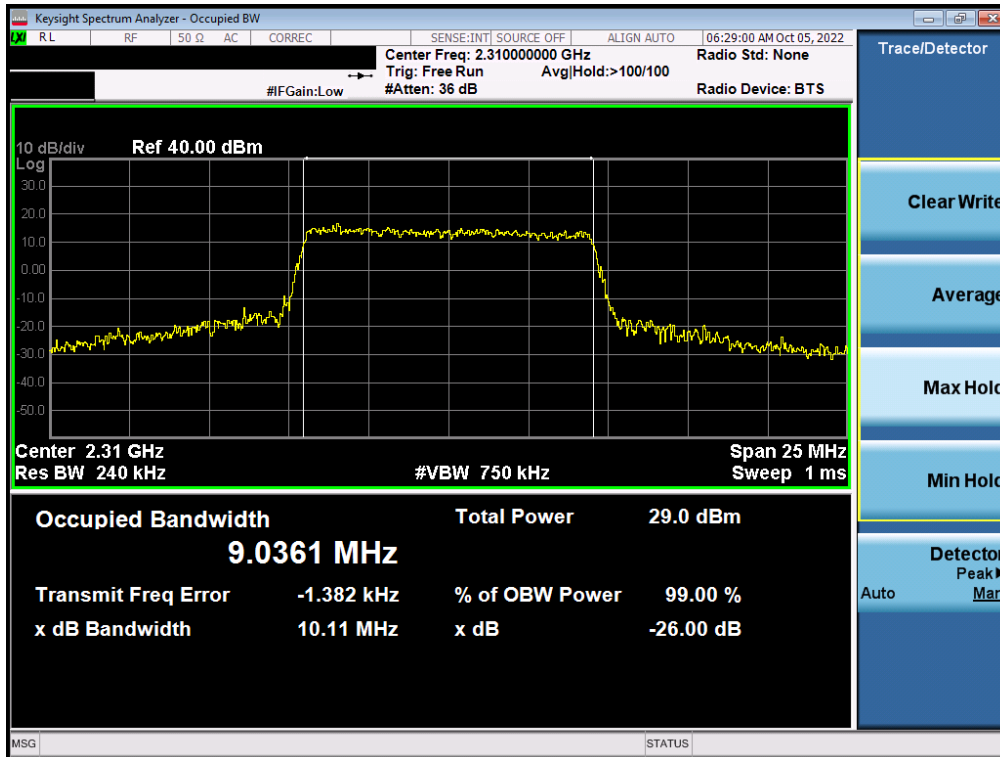 Keysight Spectrum Analyzer - Occupied BW
LXI RL RF 50 Ω AC CORREC SENSE:INT SOURCE OFF ALIGN AUTO 06:29:00 AM Oct 05, 2022
Center Freq: 2.310000000 GHz Radio Std: None
Trig: Free Run Avg|Hold:>100/100
#IFGain:Low #Atten: 36 dB Radio Device: BTS
10 dB/div Ref 40.00 dBm
Log
30.0
20.0
10.0
0.00
-10.0
-20.0
-30.0
-40.0
-50.0
Center 2.31 GHz Span 25 MHz
Res BW 240 kHz #VBW 750 kHz Sweep 1 ms
Occupied Bandwidth Total Power 29.0 dBm
9.0361 MHz
Transmit Freq Error -1.382 kHz % of OBW Power 99.00 %
x dB Bandwidth 10.11 MHz x dB -26.00 dB
MSG STATUS
Trace/Detector
Clear Write
Average
Max Hold
Min Hold
Detector
Peak
Auto Man